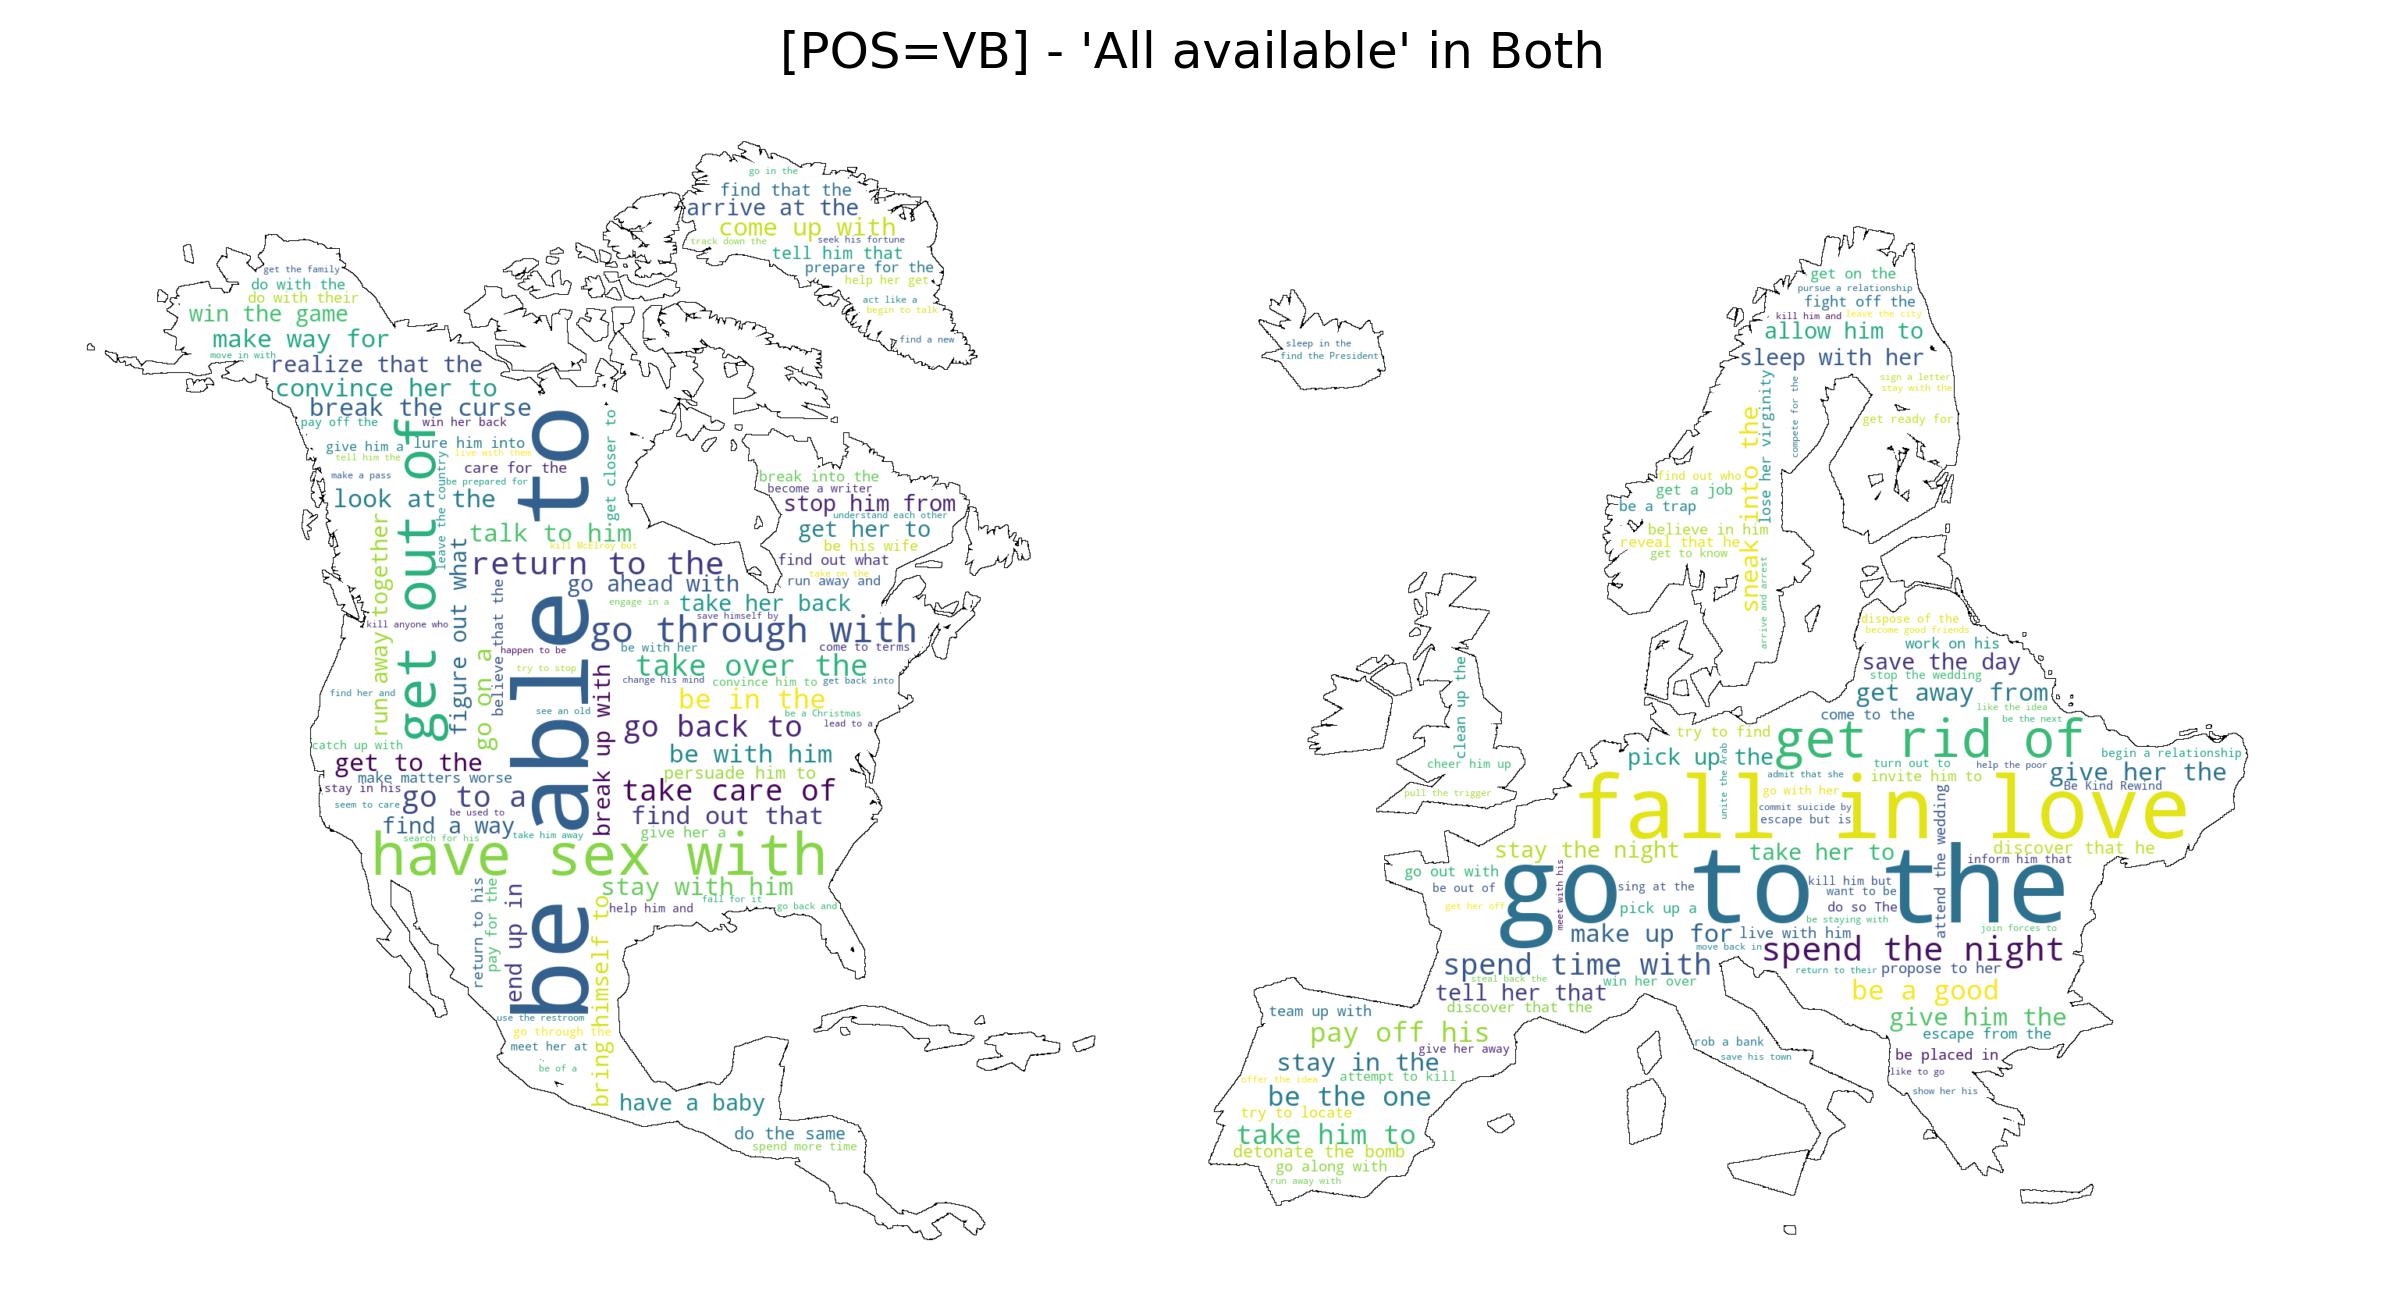 [POS=VB] - 'All available' in Both
go in the
find that the
arrive at the
come up with
track down the
seek his fortune
tell him that
prepare for the
help her get
act like a
begin to talk
find a new
get the family
do with the
do with their
win the game
make way for
move in with
realize that the
convince her to
break the curse
pay off the
win her back
give him a
lure him into
tell him the
live with them
care for the
make a pass
be prepared for
look at the
get out of
leave the country
be able to
get closer to
talk to him
kill McElroy but
return to the
go ahead with
run away together
figure out what
believe that the
engage in a
take her back
save himself by
kill anyone who
go through with
happen to be
be with her
come to terms
try to stop
take over the
change his mind
convince him to
get back into
find her and
go on a
see an old
break up with
be in the
be a Christmas
lead to a
go back to
catch up with
be with him
get to the
persuade him to
make matters worse
stay in his
go to a
take care of
seem to care
be used to
find out that
find a way
search for his
take him away
give her a
have sex with
stay with him
fall for it
help him and
go back and
return to his
pay for the
end up in
bring himself to
use the restroom
go through the
meet her at
be of a
have a baby
do the same
spend more time
break into the
become a writer
stop him from
understand each other
get her to
be his wife
find out what
take on the
run away and
sleep in the
find the President
get on the
pursue a relationship
fight off the
kill him and
leave the city
allow him to
sleep with her
sign a letter
stay with the
get ready for
lose her virginity
compete for the
sneak into the
find out who
get a job
be a trap
believe in him
reveal that he
get to know
arrive and arrest
clean up the
cheer him up
pull the trigger
dispose of the
become good friends
work on his
save the day
stop the wedding
get away from
like the idea
come to the
be the next
try to find
get rid of
pick up the
unite the Arab
begin a relationship
turn out to
help the poor
admit that she
invite him to
give her the
Be Kind Rewind
go with her
fall in love
commit suicide by
escape but is
attend the wedding
stay the night
take her to
discover that he
inform him that
go out with
be out of
meet with his
go to the
sing at the
kill him but
want to be
get her off
pick up a
do so The
be staying with
join forces to
make up for
live with him
move back in
spend the night
spend time with
return to their
propose to her
steal back the
win her over
tell her that
be a good
discover that the
team up with
pay off his
give him the
escape from the
give her away
rob a bank
save his town
be placed in
like to go
show her his
stay in the
offer the idea
attempt to kill
be the one
try to locate
take him to
detonate the bomb
go along with
run away with